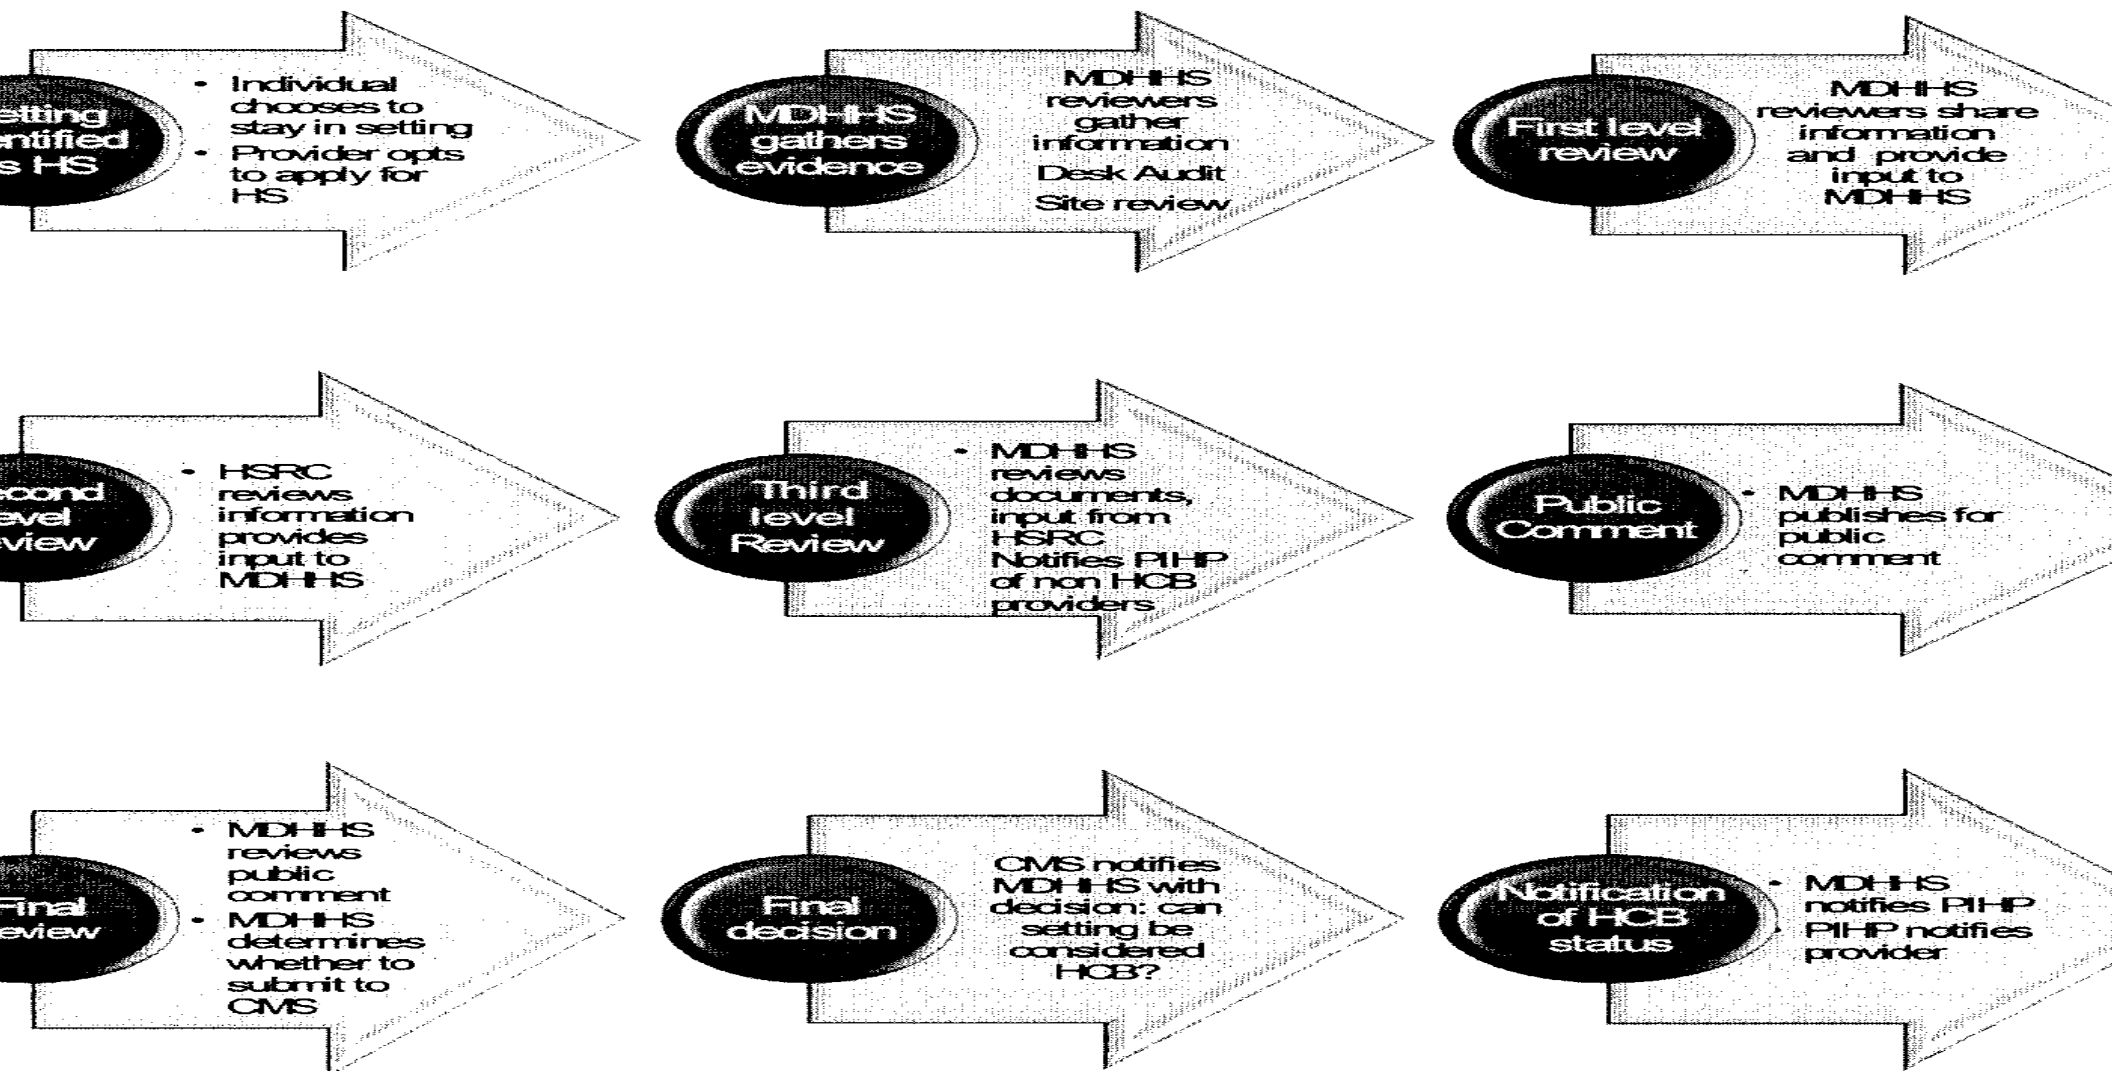 etting
entified
s HS
• Individual
chooses to
stay in setting
• Provider opts
to apply for
HS
MDHHS
gathers
evidence
MDHHS
reviewers
gather
information
Desk Audit
Site review
First level
review
MDHHS
reviewers share
information
and provide
input to
MDHHS
cond
evel
view
• HSRC
reviews
information
provides
input to
MDHHS
Third
level
Review
• MDHHS
reviews
documents,
input from
HSRC
Notifies PIHP
of non HCB
providers
Public
Comment
• MDHHS
publishes for
public
comment
Final
eview
• MDHHS
reviews
public
comment
• MDHHS
determines
whether to
submit to
CMS
Final
decision
CMS notifies
MDHHS with
decision: can
setting be
considered
HCB?
Notification
of HCB
status
• MDHHS
notifies PIHP
• PIHP notifies
provider